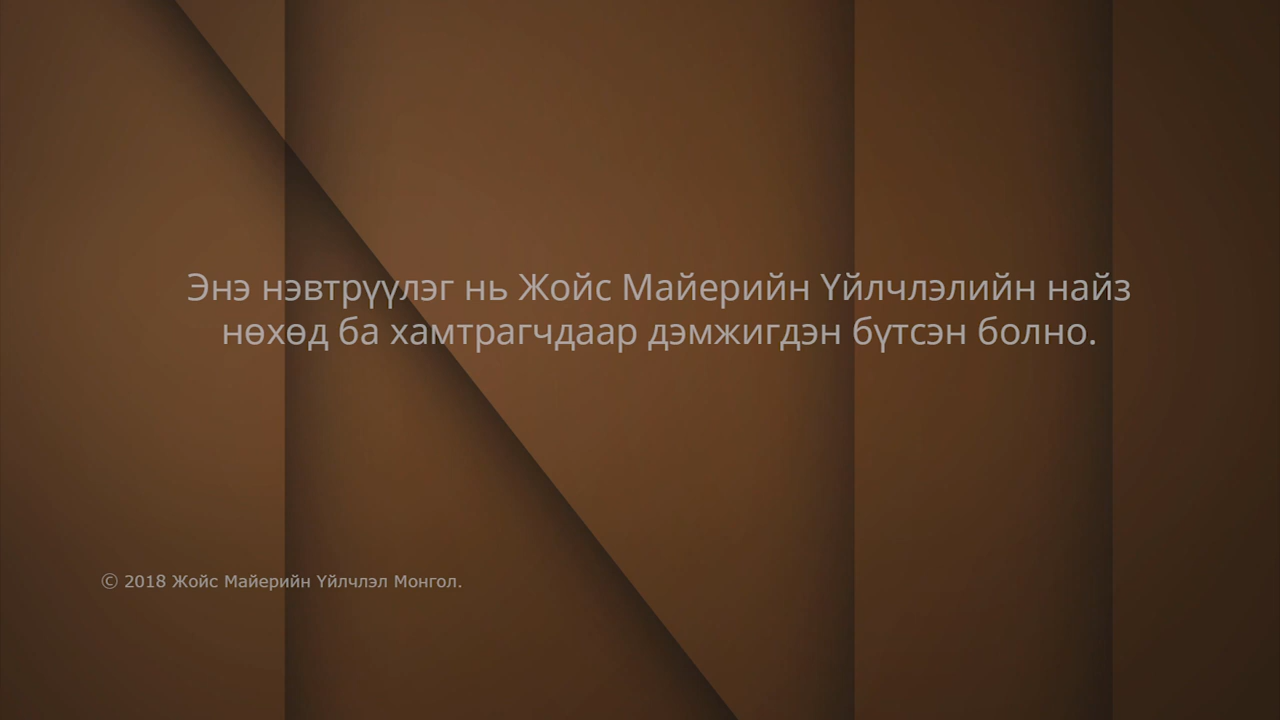 Энэ нэвтрүүлэг нь Жойс Майерийн Үйлчлэлийн найз
нөхөд ба хамтрагчдаар дэмжигдэн бүтсэн болно.
© 2018 Жойс Майерийн Үйлчлэл Монгол.